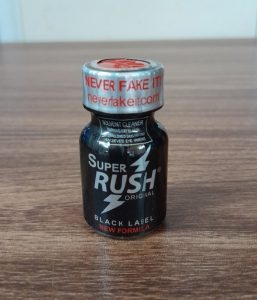 NEVER FAKE IT!
neverfakeit.com
SOLVENT CLEANER
SUPER
RUSH®
ORIGINAL
BLACK LABEL
NEW FORMULA